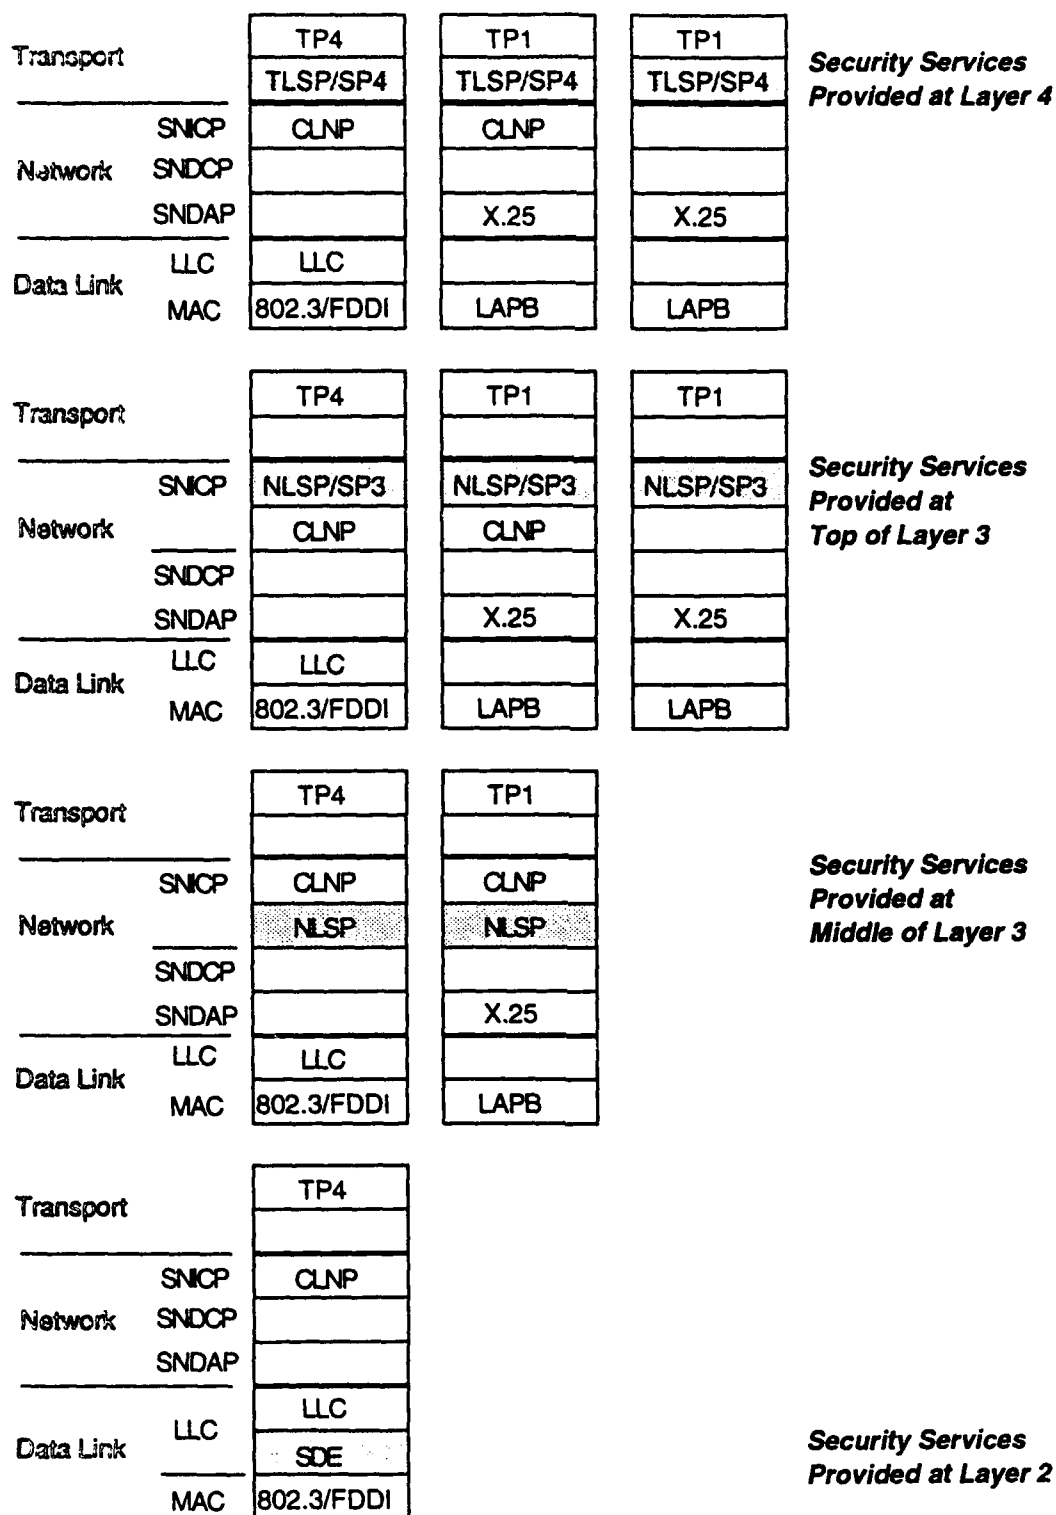 Transport TP4 TP1 TP1
TLSP/SP4 TLSP/SP4 TLSP/SP4
Security Services
Provided at Layer 4
SNICP CLNP CLNP
Network SNDCP
SNDAP X.25 X.25
Data Link LLC LLC
MAC 802.3/FDDI LAPB LAPB
Transport TP4 TP1 TP1
SNICP NLSP/SP3 NLSP/SP3 NLSP/SP3
Security Services
Provided at
Top of Layer 3
Network CLNP CLNP
SNDCP
SNDAP X.25 X.25
Data Link LLC LLC
MAC 802.3/FDDI LAPB LAPB
Transport TP4 TP1
SNICP CLNP CLNP
Security Services
Provided at
Middle of Layer 3
Network NLSP NLSP
SNDCP
SNDAP X.25
Data Link LLC LLC
MAC 802.3/FDDI LAPB
Transport TP4
SNICP CLNP
Network SNDCP
SNDAP
Data Link LLC LLC
SDE
Security Services
Provided at Layer 2
MAC 802.3/FDDI